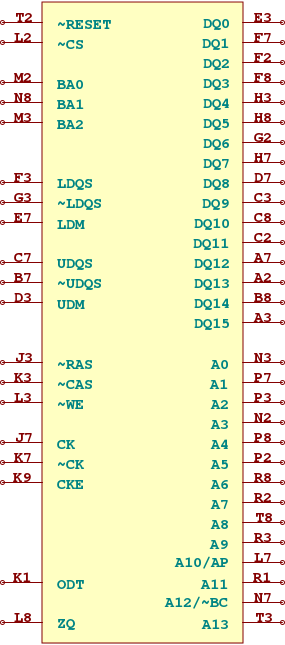 T2 ~RESET DQ0 E3
L2 ~CS DQ1 F7
DQ2 F2
M2 BA0 DQ3 F8
N8 BA1 DQ4 H3
M3 BA2 DQ5 H8
DQ6 G2
DQ7 H7
F3 LDQS DQ8 D7
G3 ~LDQS DQ9 C3
E7 LDM DQ10 C8
DQ11 C2
C7 UDQS DQ12 A7
B7 ~UDQS DQ13 A2
D3 UDM DQ14 B8
DQ15 A3
J3 ~RAS A0 N3
K3 ~CAS A1 P7
L3 ~WE A2 P3
A3 N2
J7 CK A4 P8
K7 ~CK A5 P2
K9 CKE A6 R8
A7 R2
A8 T8
A9 R3
A10/AP L7
K1 ODT A11 R1
A12/~BC N7
L8 ZQ A13 T3